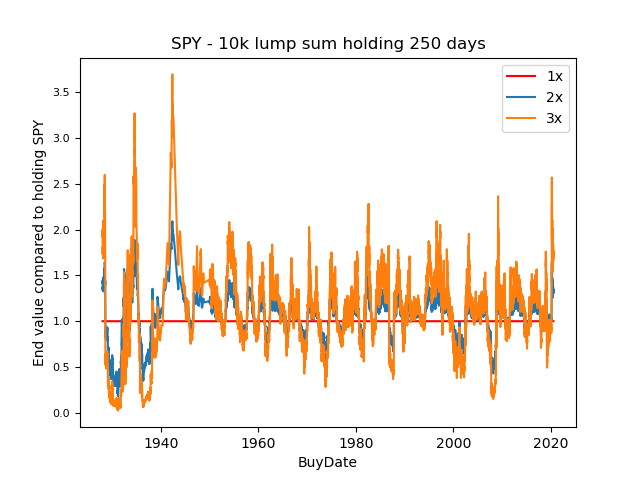 SPY - 10k lump sum holding 250 days
1x
2x
3x
End value compared to holding SPY
3.5
3.0
2.5
2.0
1.5
1.0
0.5
0.0
1940 1960 1980 2000 2020
BuyDate